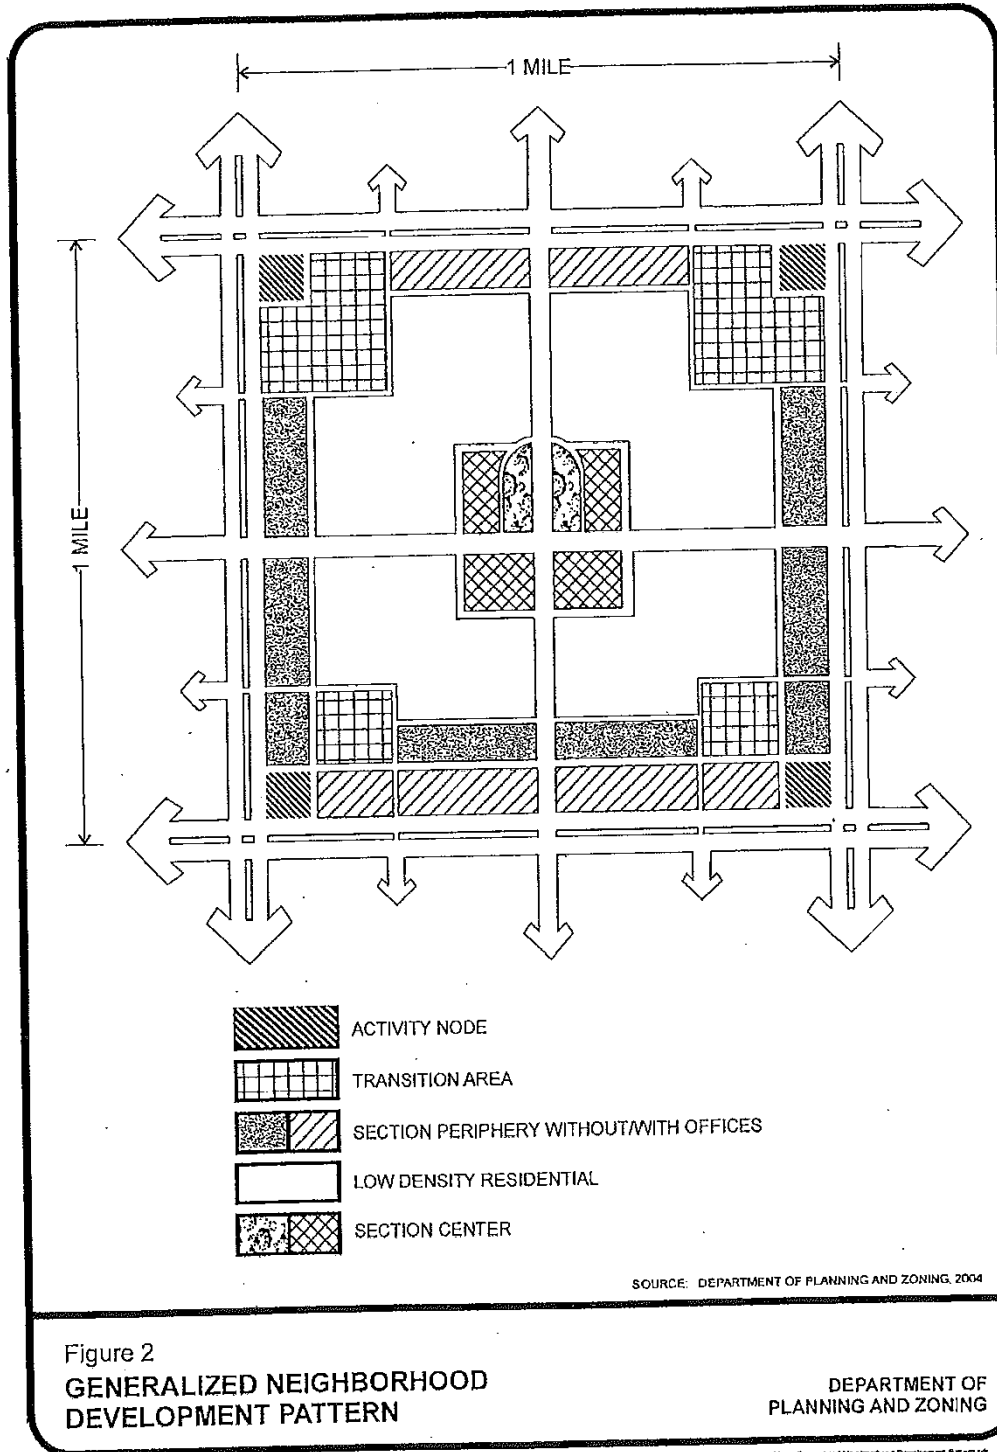 1 MILE
1 MILE
ACTIVITY NODE
TRANSITION AREA
SECTION PERIPHERY WITHOUT/WITH OFFICES
LOW DENSITY RESIDENTIAL
SECTION CENTER
SOURCE: DEPARTMENT OF PLANNING AND ZONING, 2004
Figure 2
GENERALIZED NEIGHBORHOOD
DEVELOPMENT PATTERN
DEPARTMENT OF
PLANNING AND ZONING